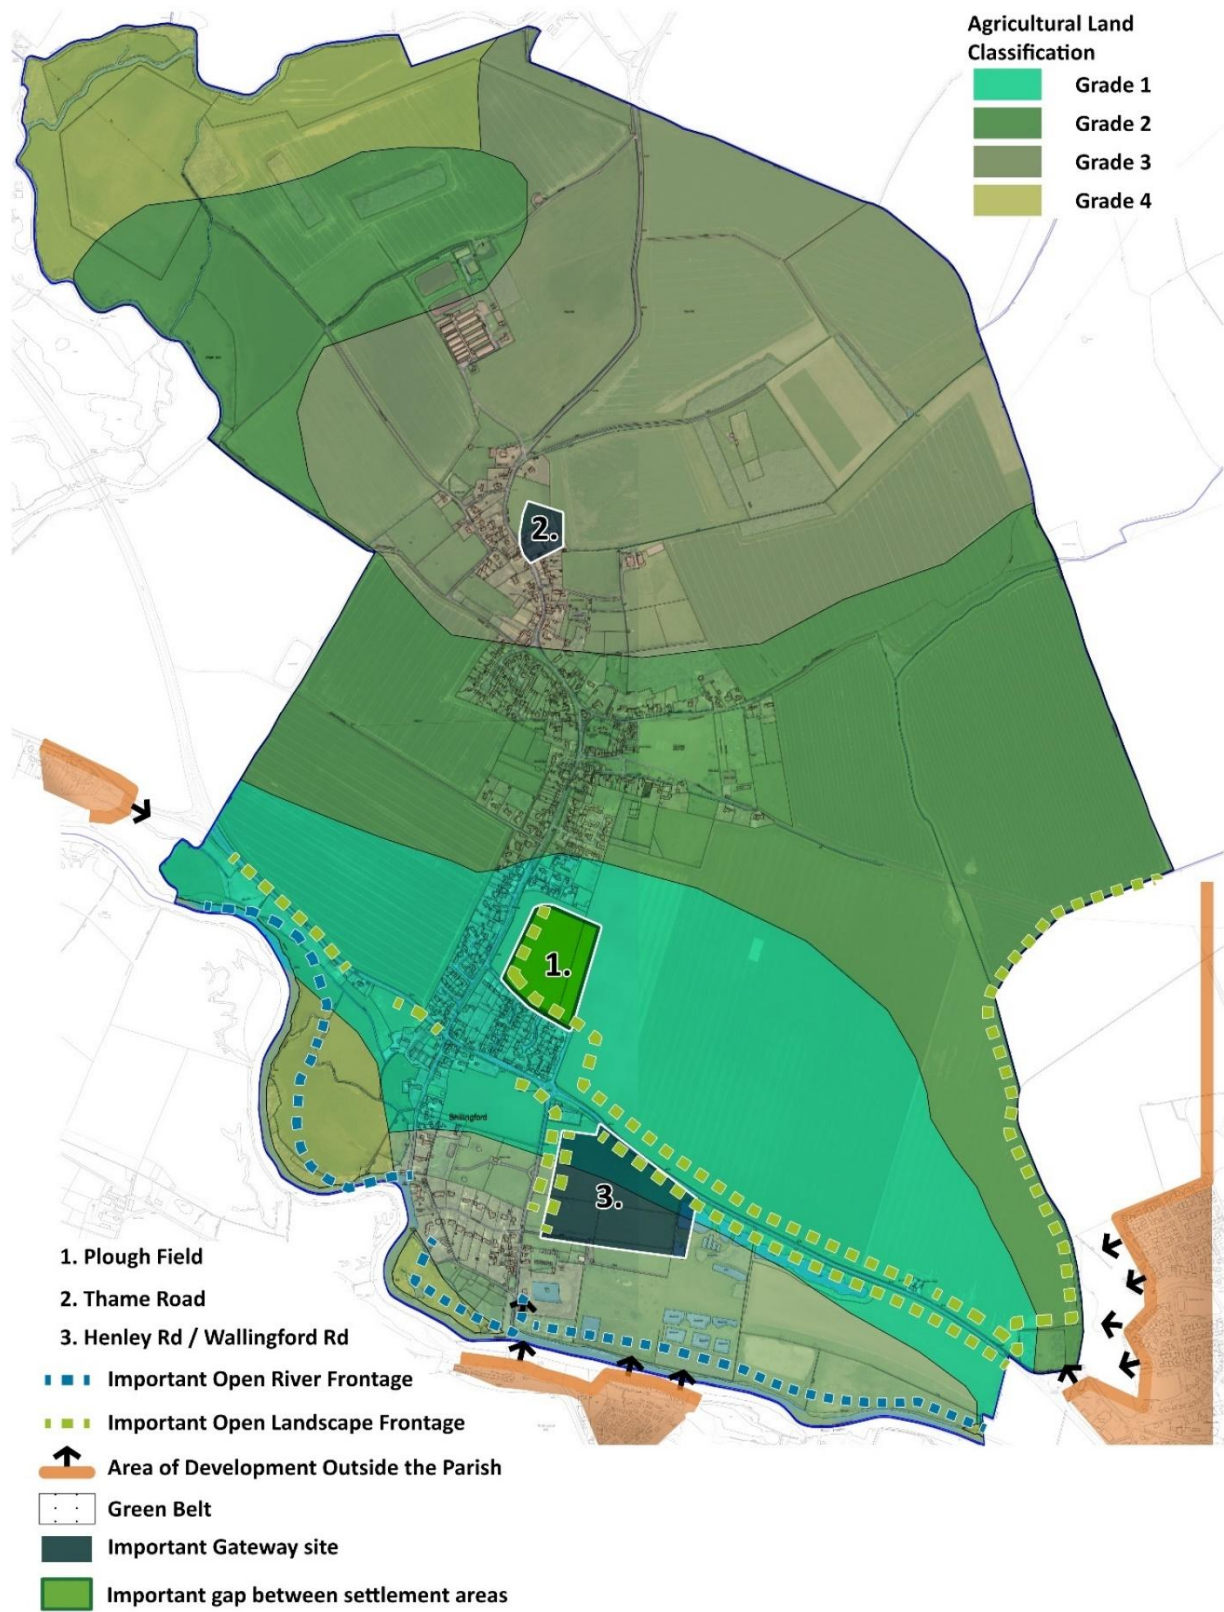 Agricultural Land
Classification
Grade 1
Grade 2
Grade 3
Grade 4
2.
1.
Shillingford
3.
1. Plough Field
2. Thame Road
3. Henley Rd / Wallingford Rd
Important Open River Frontage
Important Open Landscape Frontage
Area of Development Outside the Parish
Green Belt
Important Gateway site
Important gap between settlement areas